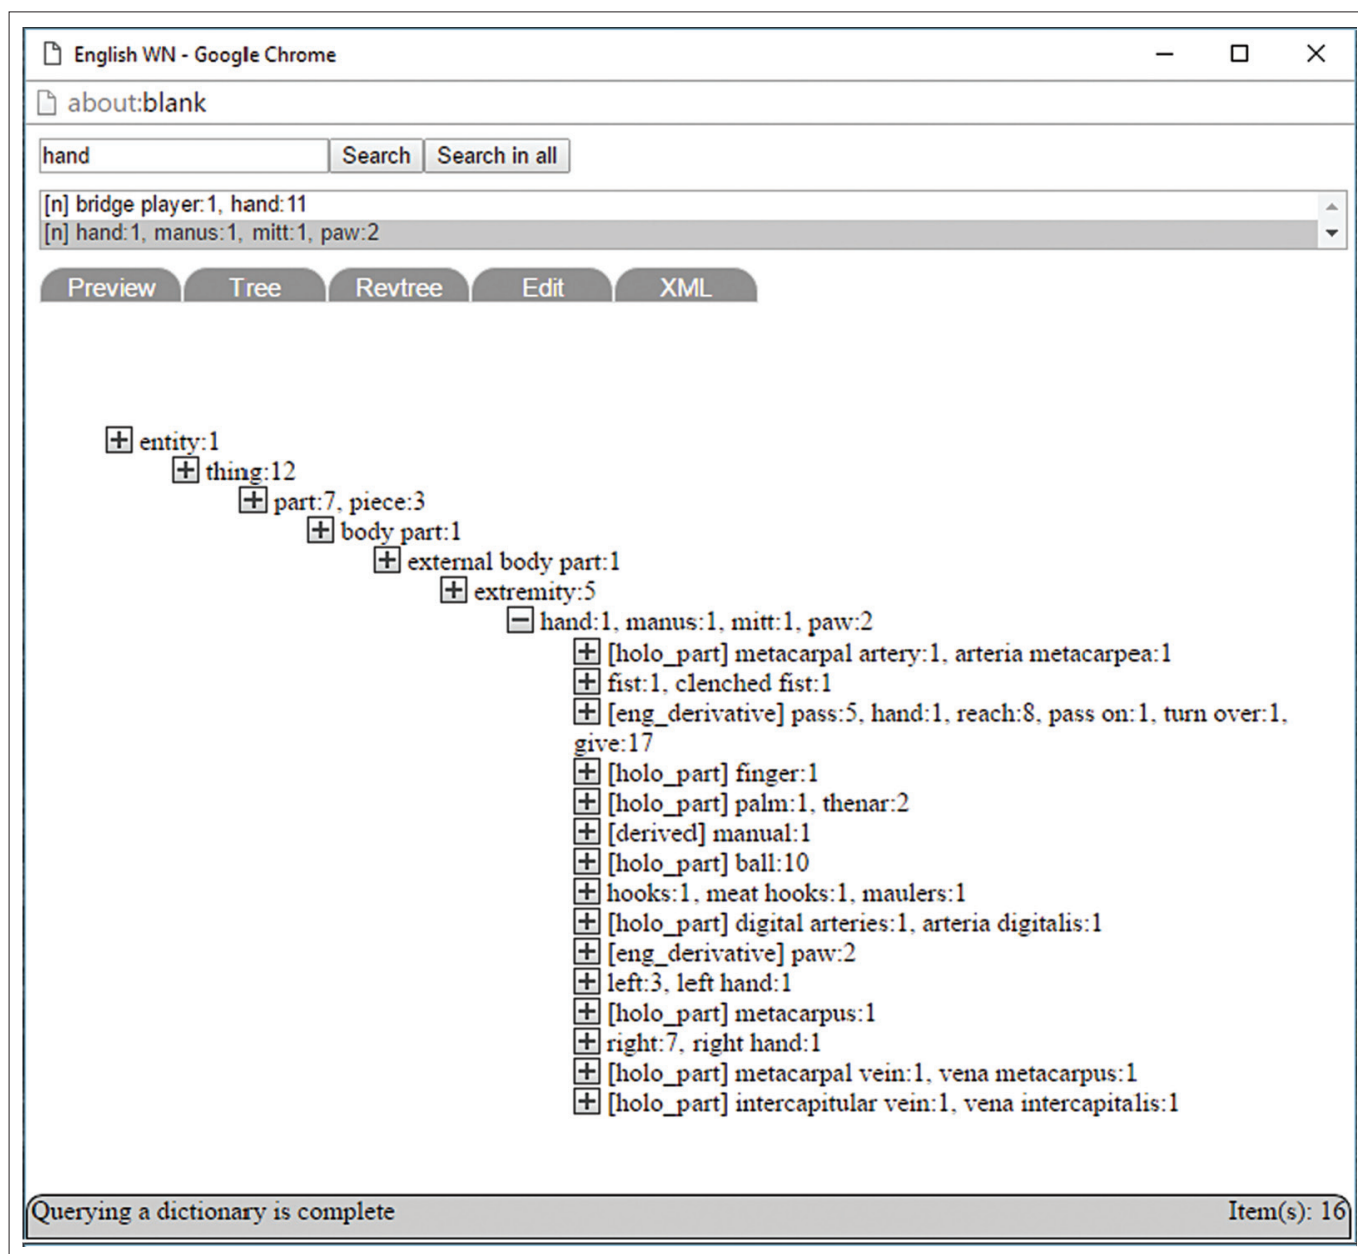 English WN - Google Chrome
about:blank
hand Search Search in all
[n] bridge player:1, hand:11
[n] hand:1, manus:1, mitt:1, paw:2
Preview Tree Revtree Edit XML
entity:1
thing:12
part:7, piece:3
body part:1
external body part:1
extremity:5
hand:1, manus:1, mitt:1, paw:2
[holo_part] metacarpal artery:1, arteria metacarpea:1
fist:1, clenched fist:1
[eng_derivative] pass:5, hand:1, reach:8, pass on:1, turn over:1,
give:17
[holo_part] finger:1
[holo_part] palm:1, thenar:2
[derived] manual:1
[holo_part] ball:10
hooks:1, meat hooks:1, maulers:1
[holo_part] digital arteries:1, arteria digitalis:1
[eng_derivative] paw:2
left:3, left hand:1
[holo_part] metacarpus:1
right:7, right hand:1
[holo_part] metacarpal vein:1, vena metacarpus:1
[holo_part] intercapitular vein:1, vena intercapitalis:1
Querying a dictionary is complete Item(s): 16